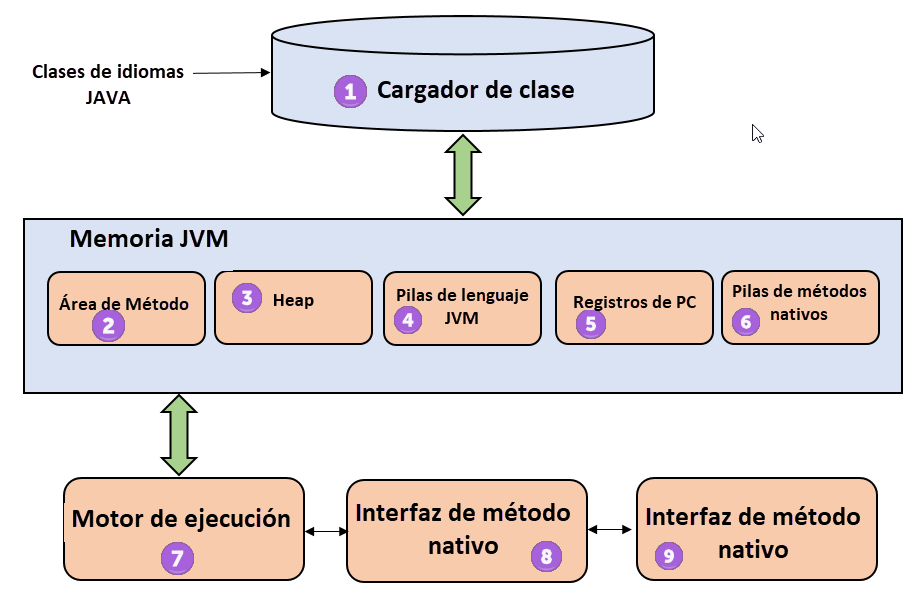 Clases de idiomas
JAVA
1 Cargador de clase
Memoria JVM
Área de Método
2
3 Heap
Pilas de lenguaje
4 JVM
Registros de PC
5
Pilas de métodos
6 nativos
Motor de ejecución
7
Interfaz de método
nativo 8
Interfaz de método
9 nativo